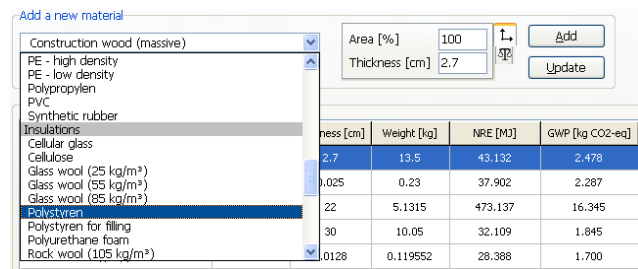 Add a new material
Construction wood (massive)
Area [%] 100
Thickness [cm] 2.7
Add
Update
PE - high density
PE - low density
Polypropylen
PVC
Synthetic rubber
Insulations
Cellular glass
Cellulose
Glass wool (25 kg/m³)
Glass wool (55 kg/m³)
Glass wool (85 kg/m³)
Polystyren
Polystyren for filling
Polyurethane foam
Rock wool (105 kg/m³)
ness [cm] Weight [kg] NRE [MJ] GWP [kg CO2-eq]
2.7 13.5 43.132 2.478
.025 0.23 37.902 2.287
22 5.1315 473.137 16.345
30 10.05 32.109 1.845
.0128 0.119552 28.388 1.700